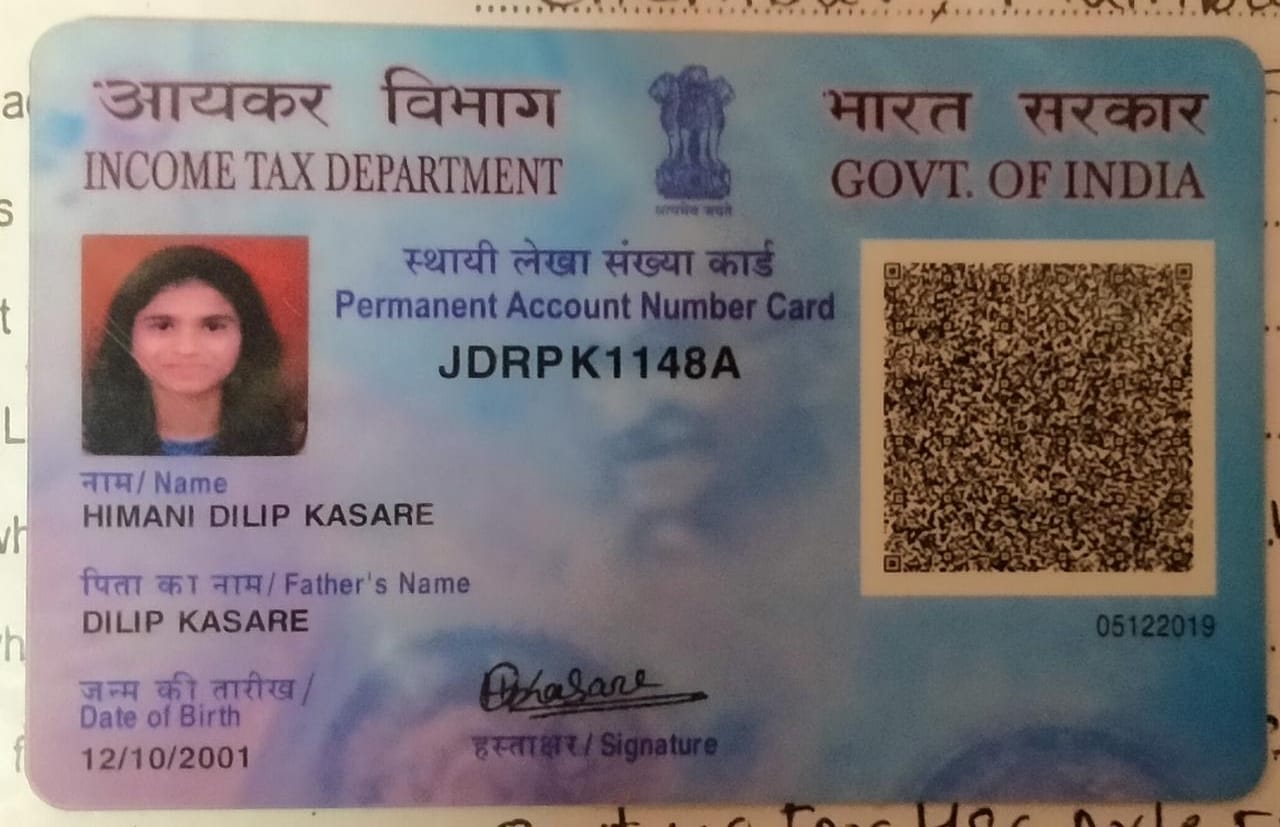 आयकर विभाग
INCOME TAX DEPARTMENT
भारत सरकार
GOVT. OF INDIA
सत्यमेव जयते
स्थायी लेखा संख्या कार्ड
Permanent Account Number Card
JDRPK1148A
नाम / Name
HIMANI DILIP KASARE
पिता का नाम / Father's Name
DILIP KASARE
जन्म की तारीख /
Date of Birth
12/10/2001
हस्ताक्षर / Signature
05122019